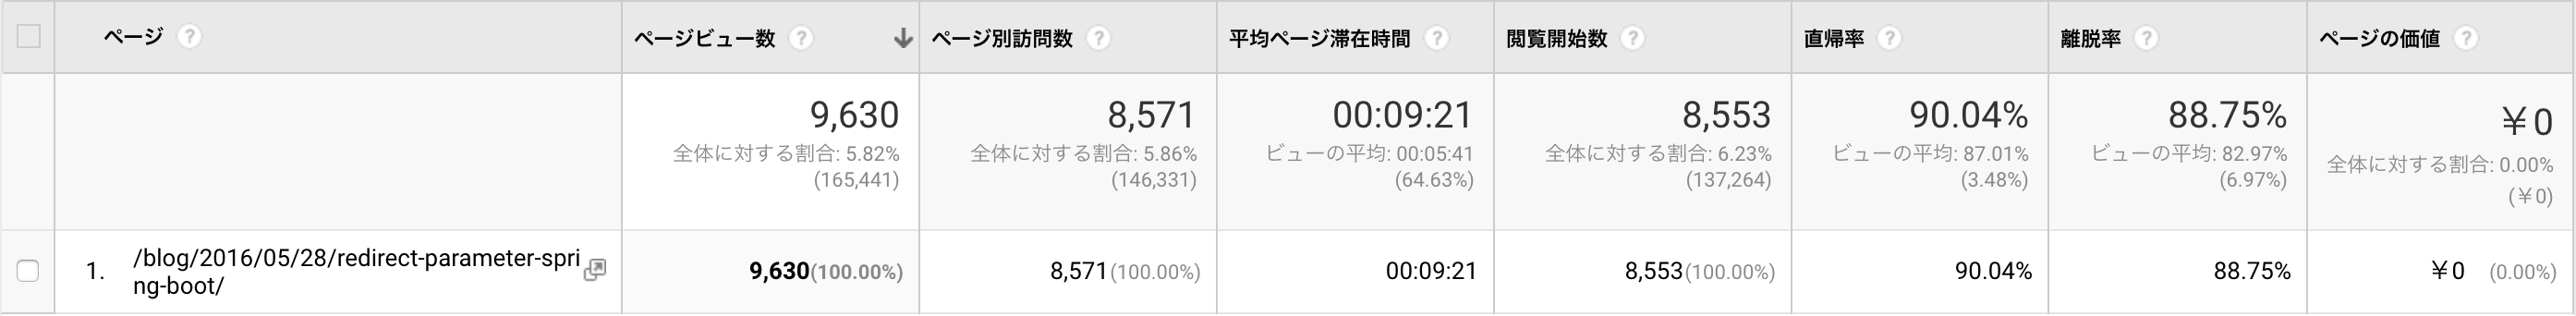 ページ ? ページビュー数 ? ページ別訪問数 ? 平均ページ滞在時間 ? 閲覧開始数 ? 直帰率 ? 離脱率 ? ページの価値 ?
9,630 8,571 00:09:21 8,553 90.04% 88.75% ￥0
全体に対する割合: 5.82% 全体に対する割合: 5.86% ビューの平均: 00:05:41 全体に対する割合: 6.23% ビューの平均: 87.01% ビューの平均: 82.97% 全体に対する割合: 0.00%
(165,441) (146,331) (64.63%) (137,264) (3.48%) (6.97%) (￥0)
1. /blog/2016/05/28/redirect-parameter-spri
ng-boot/
9,630(100.00%) 8,571(100.00%) 00:09:21 8,553(100.00%) 90.04% 88.75% ￥0 (0.00%)